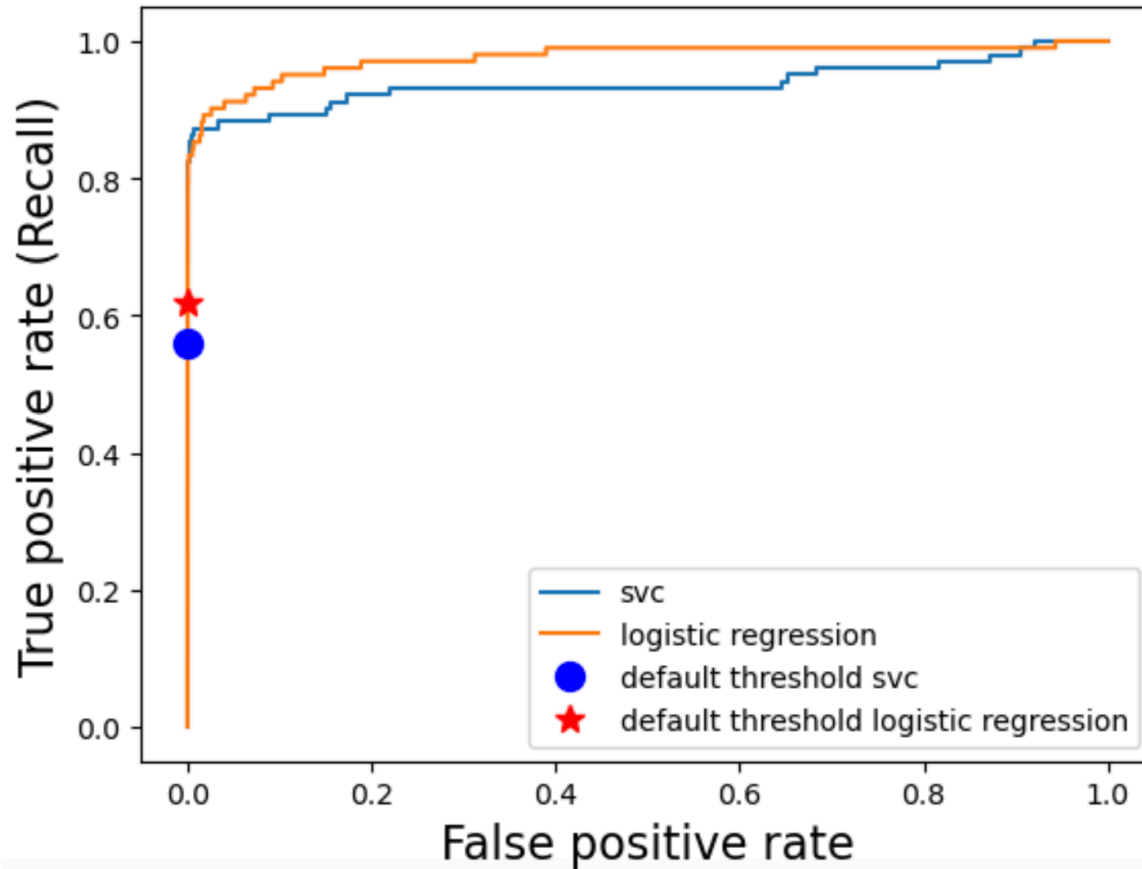 True positive rate (Recall)
1.0
0.8
0.6
0.4
0.2
0.0
svc
logistic regression
default threshold svc
default threshold logistic regression
0.0 0.2 0.4 0.6 0.8 1.0
False positive rate